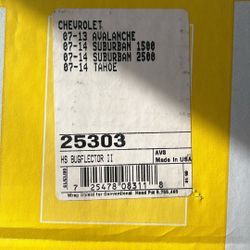 CHEVROLET
07-13 AVALANCHE
07-14 SUBURBAN 1500
07-14 SUBURBAN 2500
07-14 TAHOE
25303
HS BUGFLECTOR II
AVS
Made In USA
7 25478 08311 8